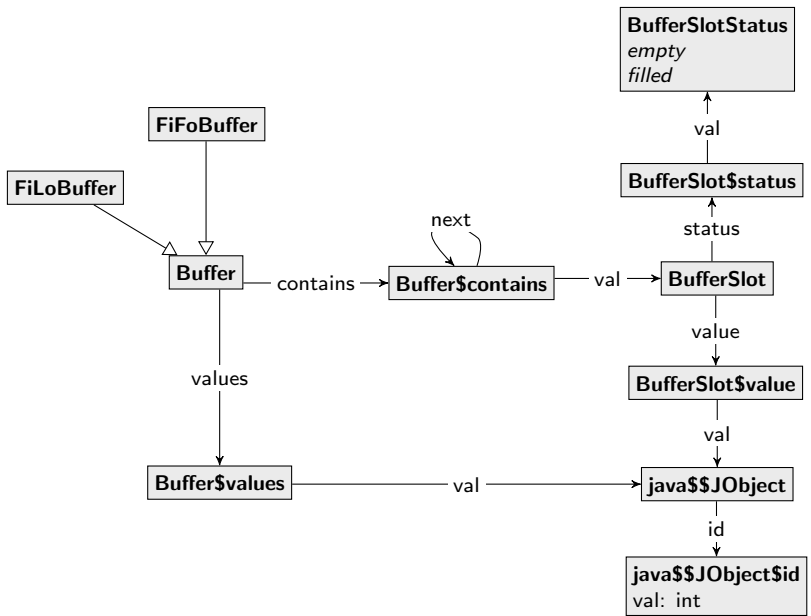 BufferSlotStatus
empty
filled
FiFoBuffer
val
FiLoBuffer
BufferSlot$status
next
status
Buffer
contains
Buffer$contains
val
BufferSlot
value
values
BufferSlot$value
val
Buffer$values
val
java$$JObject
id
java$$JObject$id
val: int